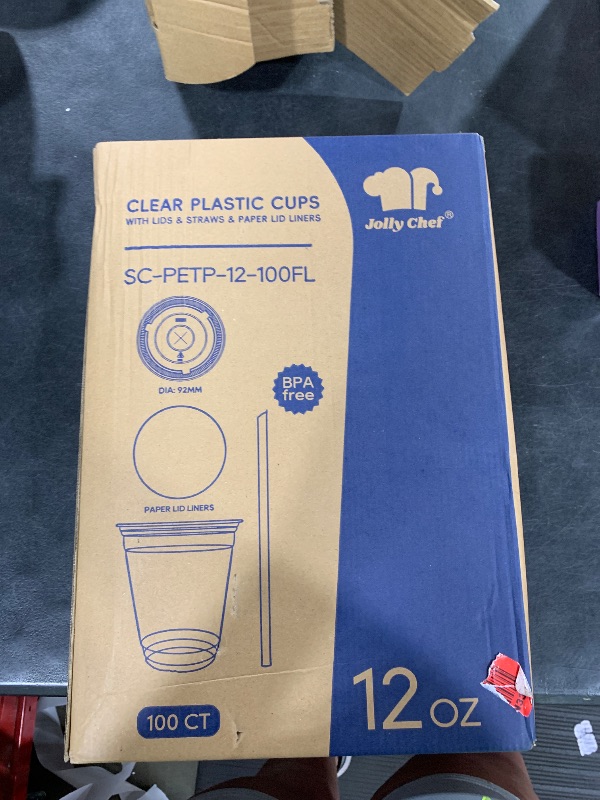 CLEAR PLASTIC CUPS
WITH LIDS & STRAWS & PAPER LID LINERS
Jolly Chef®
SC-PETP-12-100FL
DIA: 92MM
BPA
free
PAPER LID LINERS
100 CT
12 OZ